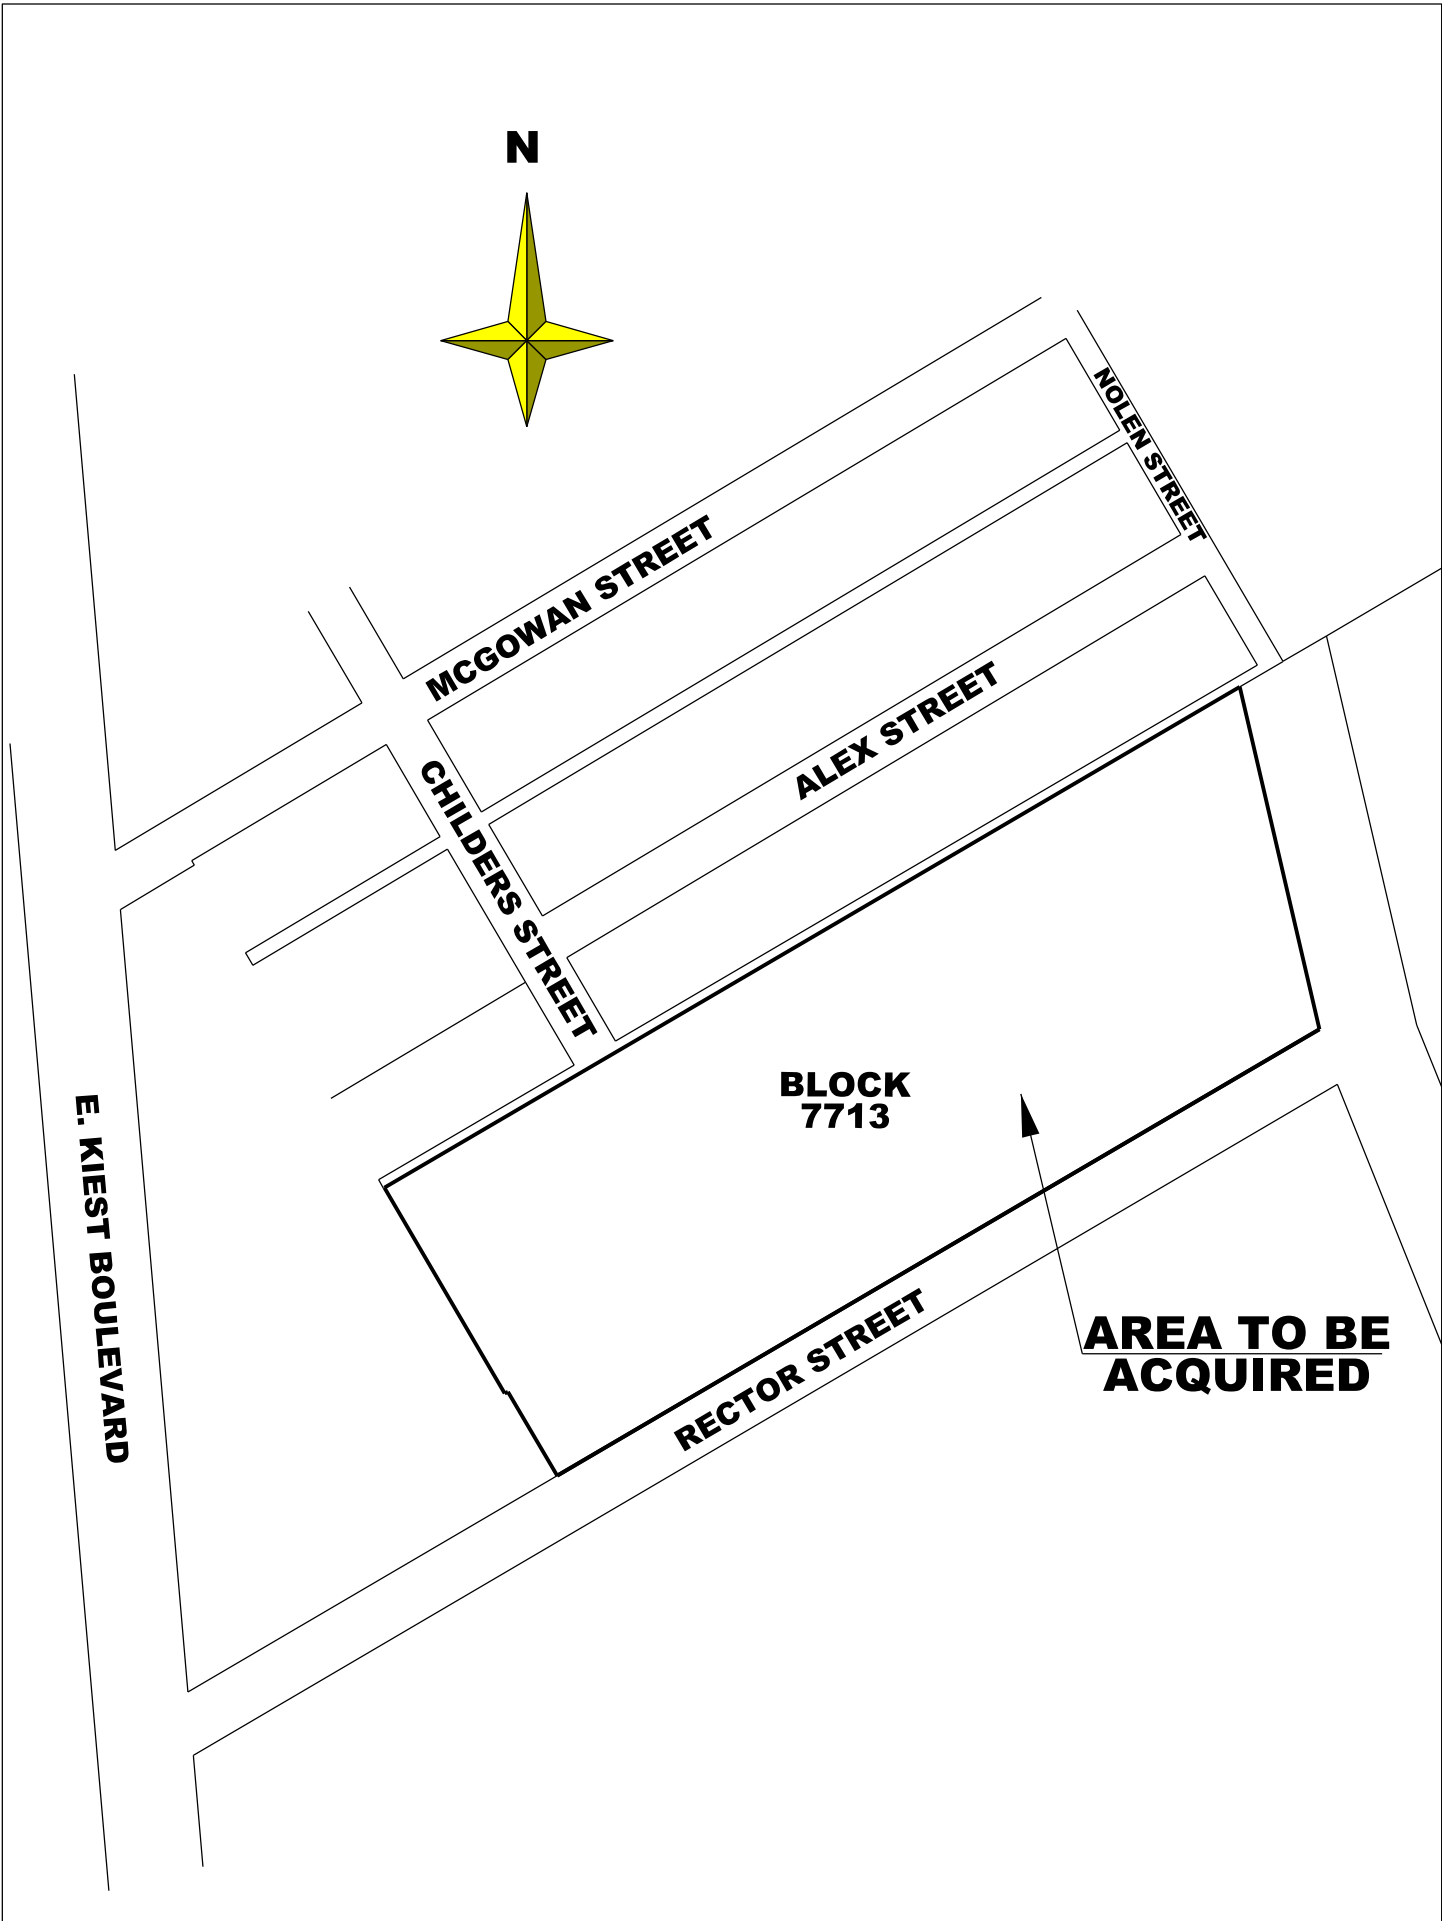 N
NOLEN STREET
MCGOWAN STREET
ALEX STREET
CHILDERS STREET
BLOCK
7713
E. KIEST BOULEVARD
RECTOR STREET
AREA TO BE
ACQUIRED